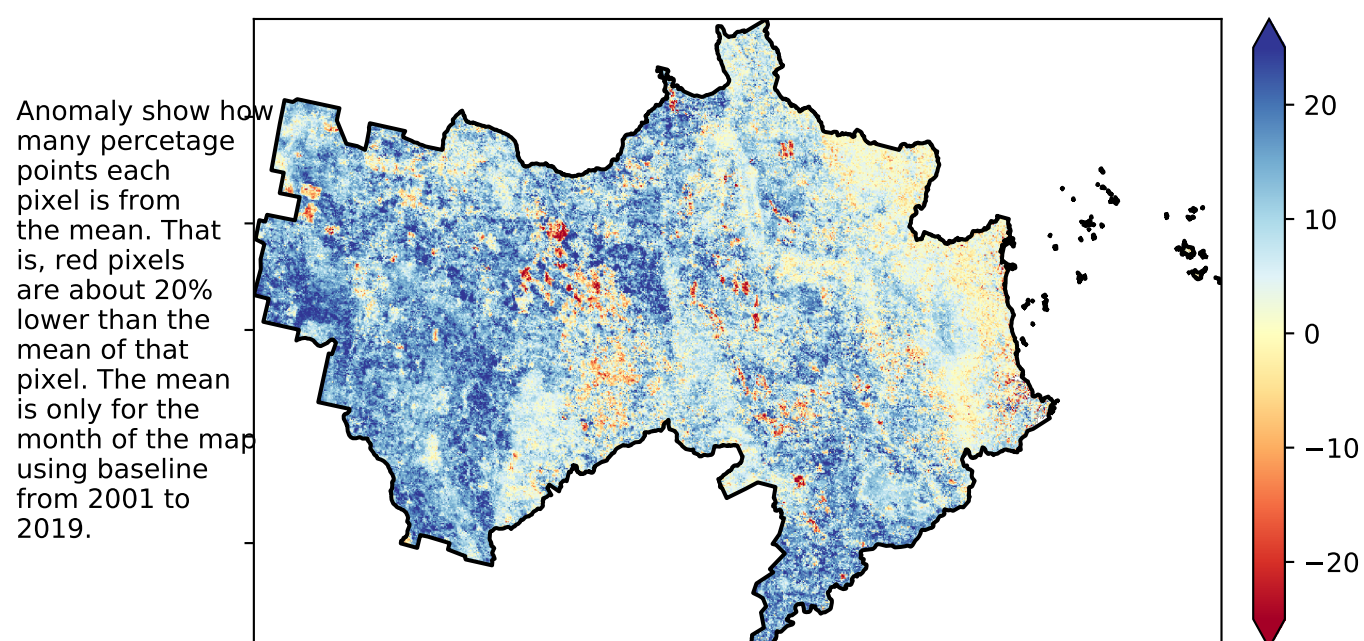 Anomaly show how
many percetage
points each
pixel is from
the mean. That
is, red pixels
are about 20%
lower than the
mean of that
pixel. The mean
is only for the
month of the map
using baseline
from 2001 to
2019.
20
10
0
−10
−20